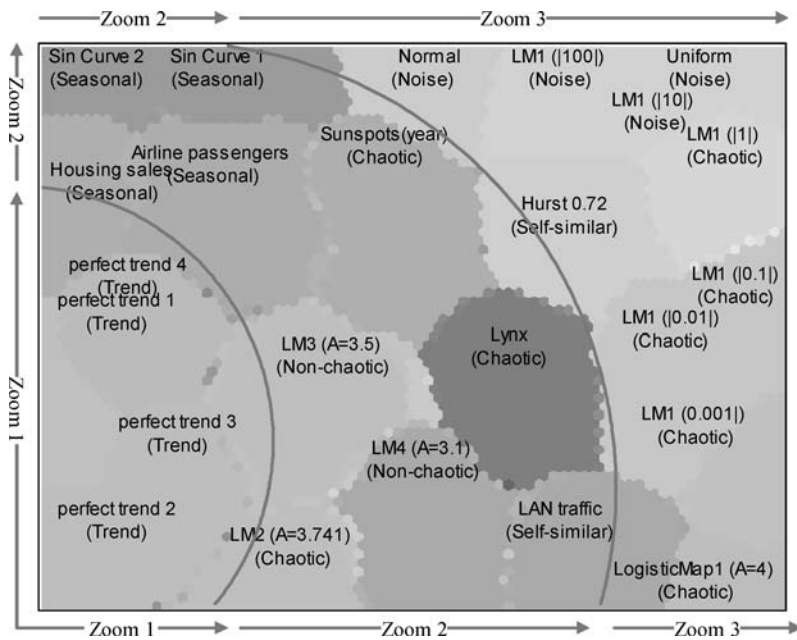 Zoom 2 Zoom 3
Sin Curve 2 Sin Curve 1 Normal LM1 (|100|) Uniform
(Seasonal) (Seasonal) (Noise) (Noise) (Noise)
LM1 (|10|)
(Noise)
LM1 (|1|)
(Chaotic)
Sunspots(year)
(Chaotic)
Airline passengers
(Seasonal)
Housing sales
(Seasonal)
Zoom 2
Hurst 0.72
(Self-similar)
perfect trend 4
(Trend)
perfect trend 1
(Trend)
LM1 (|0.1|)
(Chaotic)
LM1 (|0.01|)
(Chaotic)
LM3 (A=3.5)
(Non-chaotic)
Lynx
(Chaotic)
Zoom 1
perfect trend 3
(Trend)
LM1 (0.001|)
(Chaotic)
LM4 (A=3.1)
(Non-chaotic)
perfect trend 2
(Trend)
LM2 (A=3.741)
(Chaotic)
LAN traffic
(Self-similar)
LogisticMap1 (A=4)
(Chaotic)
Zoom 1 Zoom 2 Zoom 3